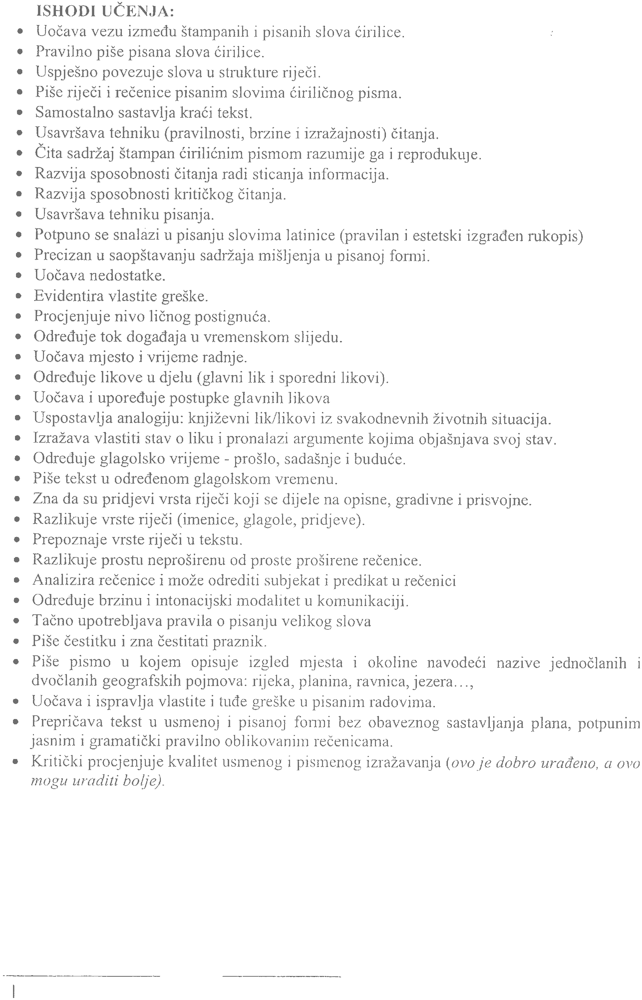 ISHODI UČENJA:
• Uočava vezu između štampanih i pisanih slova ćirilice.
• Pravilno piše pisana slova ćirilice.
• Uspješno povezuje slova u strukture riječi.
• Piše riječi i rečenice pisanim slovima ćiriličnog pisma.
• Samostalno sastavlja kraći tekst.
• Usavršava tehniku (pravilnosti, brzine i izražajnosti) čitanja.
• Čita sadržaj štampan ćirilićnim pismom razumije ga i reprodukuje.
• Razvija sposobnosti čitanja radi sticanja informacija.
• Razvija sposobnosti kritičkog čitanja.
• Usavršava tehniku pisanja.
• Potpuno se snalazi u pisanju slovima latinice (pravilan i estetski izgrađen rukopis)
• Precizan u saopštavanju sadržaja mišljenja u pisanoj formi.
• Uočava nedostatke.
• Evidentira vlastite greške.
• Procjenjuje nivo ličnog postignuća.
• Određuje tok događaja u vremenskom slijedu.
• Uočava mjesto i vrijeme radnje.
• Određuje likove u djelu (glavni lik i sporedni likovi).
• Uočava i upoređuje postupke glavnih likova
• Uspostavlja analogiju: književni lik/likovi iz svakodnevnih životnih situacija.
• Izražava vlastiti stav o liku i pronalazi argumente kojima objašnjava svoj stav.
• Određuje glagolsko vrijeme - prošlo, sadašnje i buduće.
• Piše tekst u određenom glagolskom vremenu.
• Zna da su pridjevi vrsta riječi koji se dijele na opisne, gradivne i prisvojne.
• Razlikuje vrste riječi (imenice, glagole, pridjeve).
• Prepoznaje vrste riječi u tekstu.
• Razlikuje prostu neproširenu od proste proširene rečenice.
• Analizira rečenice i može odrediti subjekat i predikat u rečenici
• Određuje brzinu i intonacijski modalitet u komunikaciji.
• Tačno upotrebljava pravila o pisanju velikog slova
• Piše čestitku i zna čestitati praznik.
• Piše pismo u kojem opisuje izgled mjesta i okoline navodeći nazive jednočlanih i
dvočlanih geografskih pojmova: rijeka, planina, ravnica, jezera...,
• Uočava i ispravlja vlastite i tuđe greške u pisanim radovima.
• Prepričava tekst u usmenoj i pisanoj formi bez obaveznog sastavljanja plana, potpunim
jasnim i gramatički pravilno oblikovanim rečenicama.
• Kritički procjenjuje kvalitet usmenog i pismenog izražavanja (ovo je dobro urađeno, a ovo
mogu uraditi bolje).